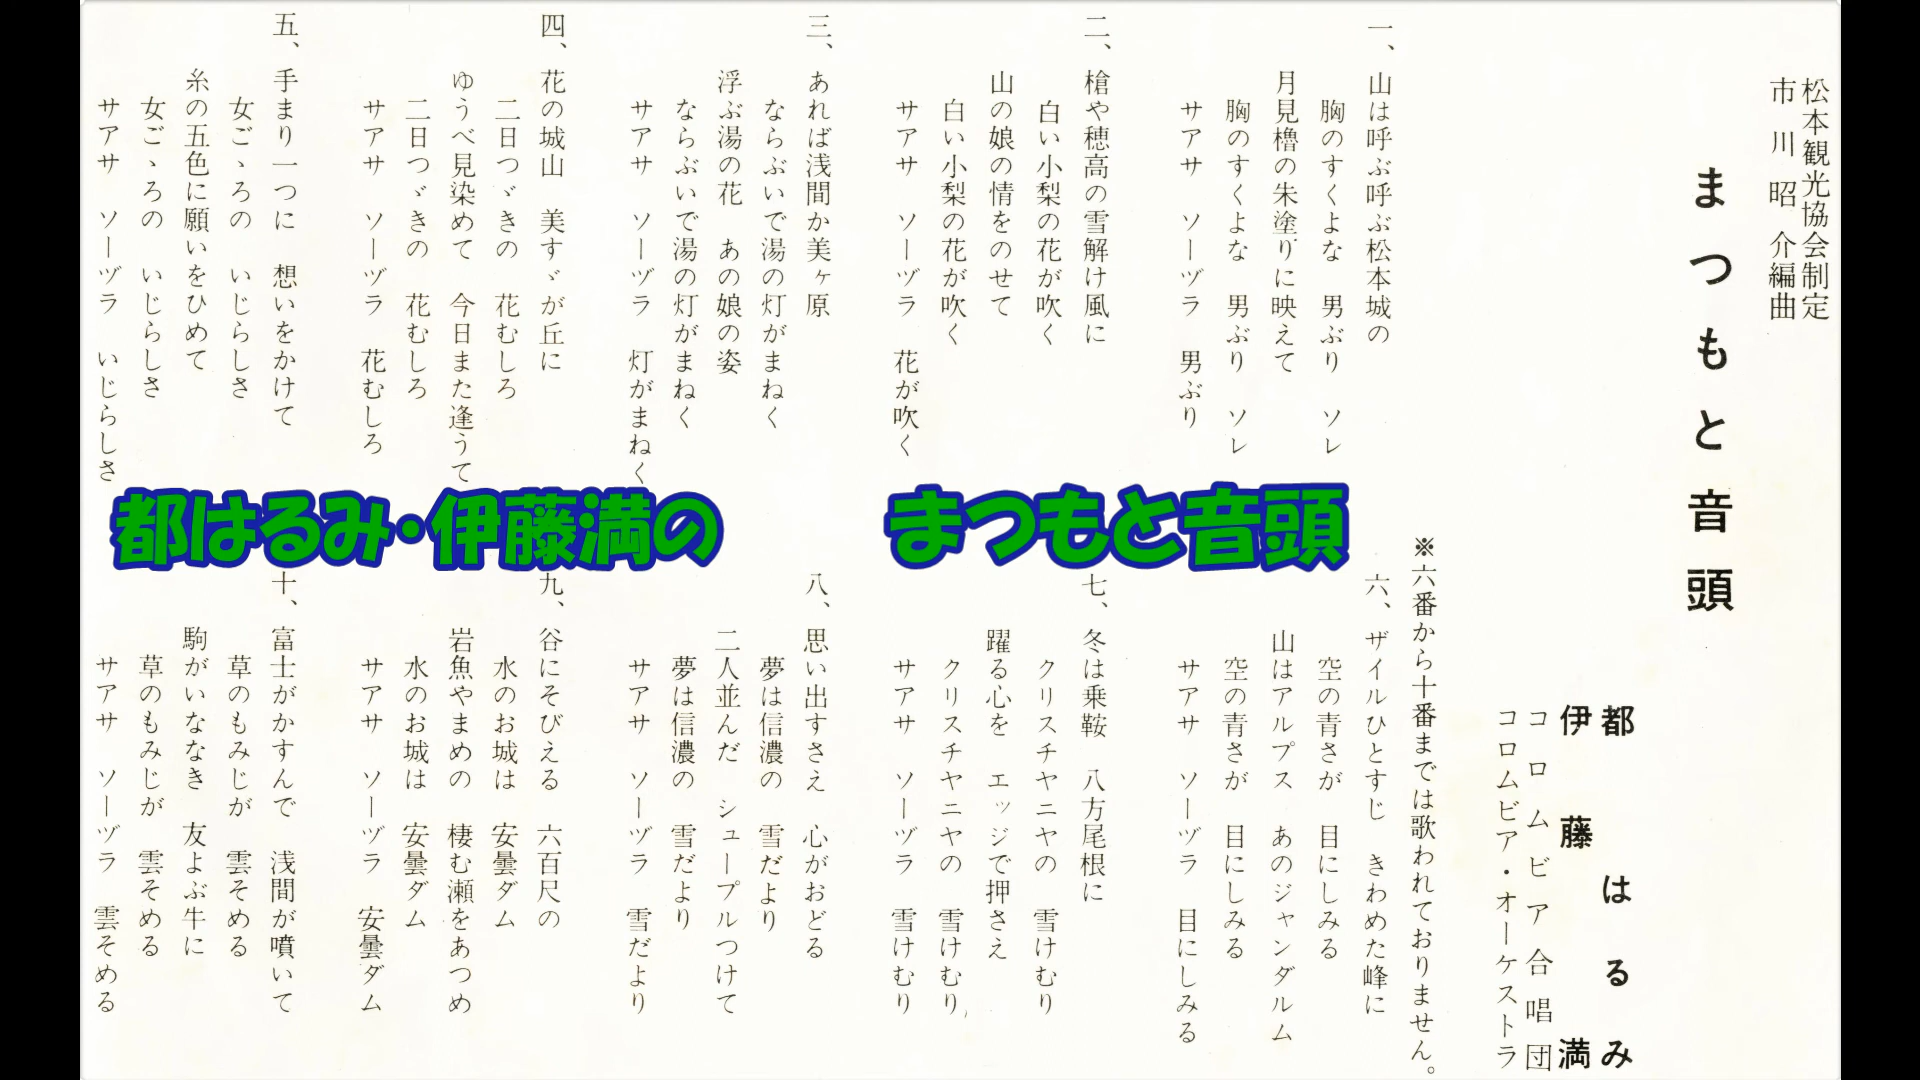 松本観光協会制定
市川昭介編曲
まつもと音頭
都はるみ
伊藤満
コロムビア合唱団
コロムビア・オーケストラ
一、山は呼ぶ呼ぶ松本城の
胸のすくよな 男ぶり ソレ
月見櫓の朱塗りに映えて
胸のすくよな 男ぶり ソレ
サアサ ソーヅラ 男ぶり
二、槍や穂高の雪解け風に
白い小梨の花が吹く
山の娘の情をのせて
白い小梨の花が吹く
サアサ ソーヅラ 花が吹く
三、あれば浅間か美ヶ原
ならぶいで湯の灯がまねく
浮ぶ湯の花 あの娘の姿
ならぶいで湯の灯がまねく
サアサ ソーヅラ 灯がまねく
四、花の城山 美すゞが丘に
二日つゞきの 花むしろ
ゆうべ見染めて 今日また逢うて
二日つゞきの 花むしろ
サアサ ソーヅラ 花むしろ
五、手まり一つに 想いをかけて
女ごゝろの いじらしさ
糸の五色に願いをひめて
女ごゝろの いじらしさ
サアサ ソーヅラ いじらしさ
都はるみ・伊藤満の まつもと音頭
※六番から十番までは歌われておりません。
六、ザイルひとすじ きわめた峰に
空の青さが 目にしみる
山はアルプス あのジャンダルム
空の青さが 目にしみる
サアサ ソーヅラ 目にしみる
七、冬は乗鞍 八方尾根に
クリスチヤニヤの 雪けむり
躍る心を エッジで押さえ
クリスチヤニヤの 雪けむり
サアサ ソーヅラ 雪けむり
八、思い出すさえ 心がおどる
夢は信濃の 雪だより
二人並んだ シュープルつけて
夢は信濃の 雪だより
サアサ ソーヅラ 雪だより
九、谷にそびえる 六百尺の
水のお城は 安曇ダム
岩魚やまめの 棲む瀬をあつめ
水のお城は 安曇ダム
サアサ ソーヅラ 安曇ダム
十、富士がかすんで 浅間が噴いて
草のもみじが 雲そめる
駒がいななき 友よぶ牛に
草のもみじが 雲そめる
サアサ ソーヅラ 雲そめる